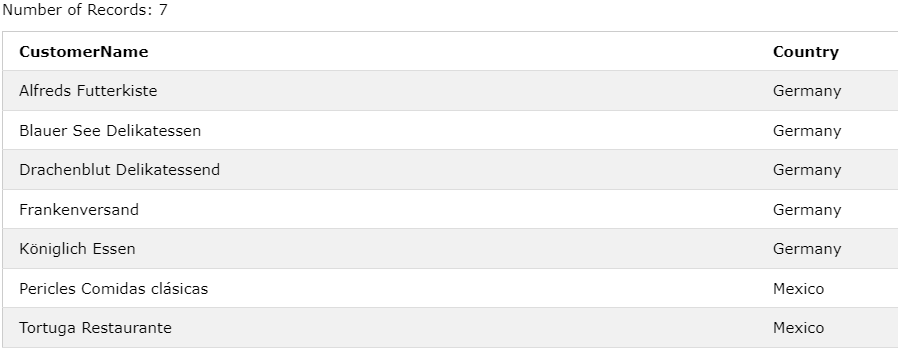 Number of Records: 7
CustomerName Country
Alfreds Futterkiste Germany
Blauer See Delikatessen Germany
Drachenblut Delikatessend Germany
Frankenversand Germany
Königlich Essen Germany
Pericles Comidas clásicas Mexico
Tortuga Restaurante Mexico